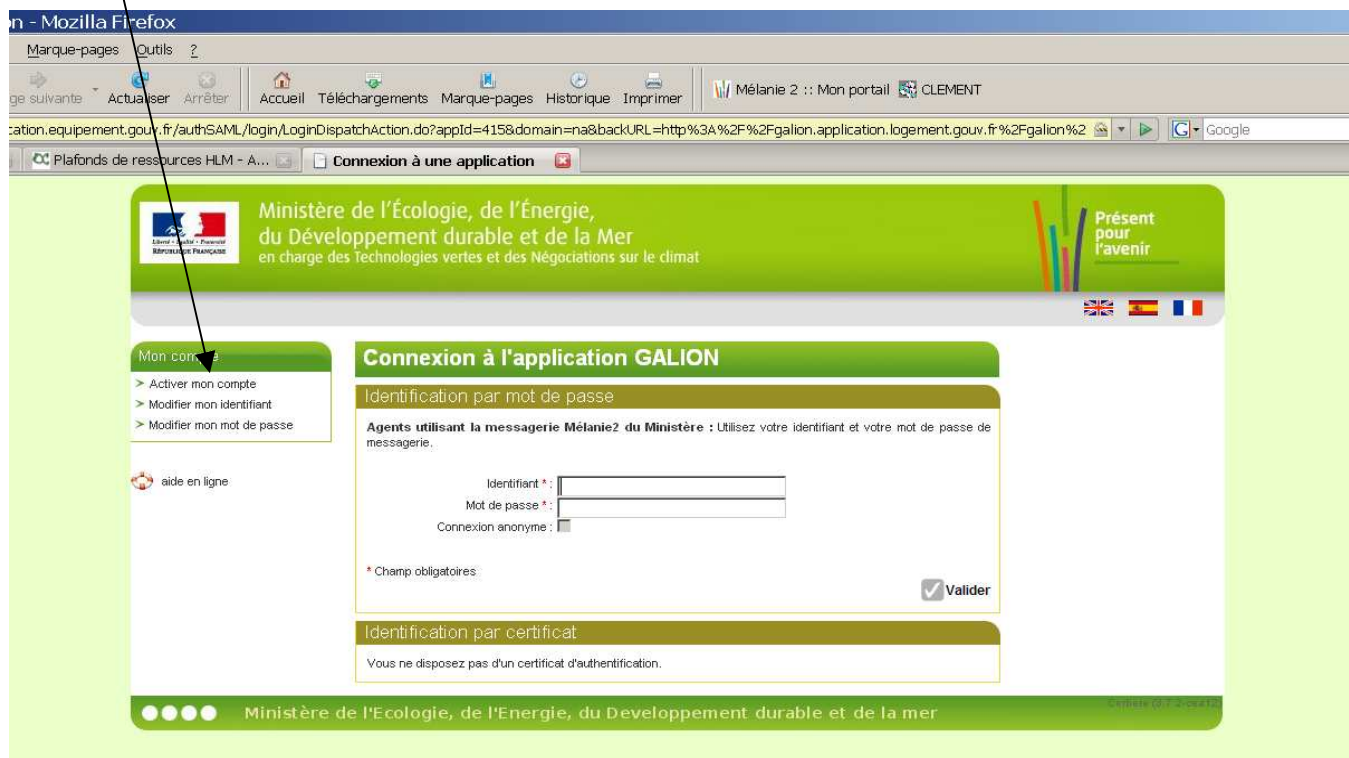 on - Mozilla Firefox
Marque-pages Outils ?
ge suivante Actualiser Arrêter Accueil Téléchargements Marque-pages Historique Imprimer Mélanie 2 :: Mon portail CLEMENT
cation.equipement.gouv.fr/authSAML/login/LoginDispatchAction.do?appId=415&domain=na&backURL=http%3A%2F%2Fgalion.application.logement.gouv.fr%2Fgalion%2 G Google
Plafonds de ressources HLM - A... Connexion à une application
Liberté • Égalité • Fraternité
RÉPUBLIQUE FRANÇAISE
Ministère de l'Écologie, de l'Énergie,
du Développement durable et de la Mer
en charge des Technologies vertes et des Négociations sur le climat
Présent
pour
l'avenir
Mon compte
> Activer mon compte
> Modifier mon identifiant
> Modifier mon mot de passe
aide en ligne
Connexion à l'application GALION
Identification par mot de passe
Agents utilisant la messagerie Mélanie2 du Ministère : Utilisez votre identifiant et votre mot de passe de
messagerie.
Identifiant * :
Mot de passe * :
Connexion anonyme :
* Champ obligatoires
Valider
Identification par certificat
Vous ne disposez pas d'un certificat d'authentification.
Ministère de l'Ecologie, de l'Energie, du Developpement durable et de la mer